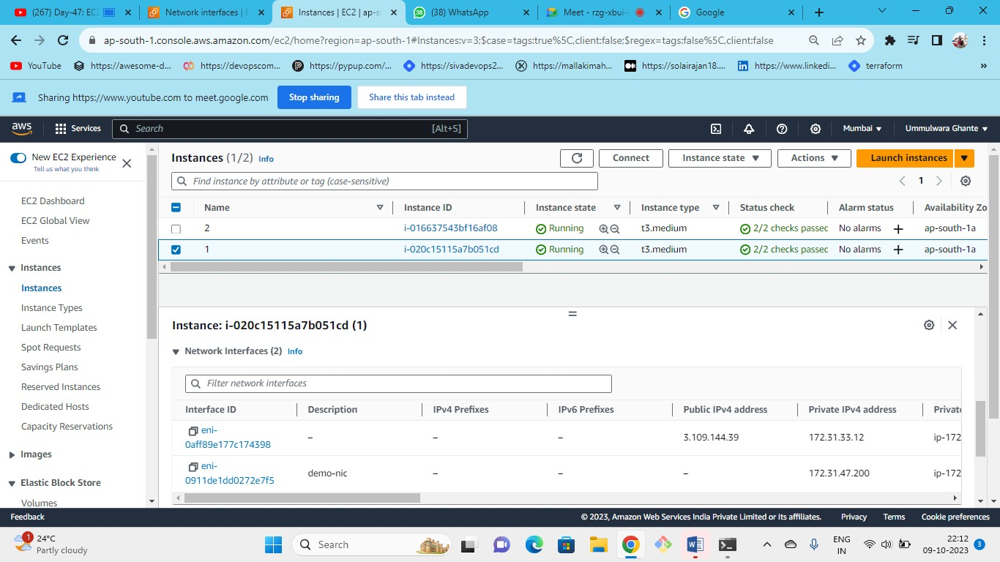 (267) Day-47: EC2
Network interfaces | E
Instances | EC2 | ap-s
38
(38) WhatsApp
Meet - rzg-xbui-
Google
ap-south-1.console.aws.amazon.com/ec2/home?region=ap-south-1#Instances:v=3;$case=tags:true%5C,client:false;$regex=tags:false%5C,client:false
YouTube
https://awesome-d...
https://devopscom...
https://pypup.com/...
https://sivadevops2...
https://mallakimah...
https://solairajan18....
https://www.linkedi...
terraform
Sharing https://www.youtube.com to meet.google.com
Stop sharing
Share this tab instead
aws
Services
Search
[Alt+S]
Mumbai
Ummulwara Ghante
New EC2 Experience
Tell us what you think
EC2 Dashboard
EC2 Global View
Events
Instances
Instances
Instance Types
Launch Templates
Spot Requests
Savings Plans
Reserved Instances
Dedicated Hosts
Capacity Reservations
Images
Elastic Block Store
Volumes
Instances (1/2) Info
Connect
Instance state
Actions
Launch instances
Find instance by attribute or tag (case-sensitive)
1
Name Instance ID Instance state Instance type Status check Alarm status Availability Zo
2 i-016637543bf16af08 Running t3.medium 2/2 checks passed No alarms + ap-south-1a
1 i-020c15115a7b051cd Running t3.medium 2/2 checks passed No alarms + ap-south-1a
Instance: i-020c15115a7b051cd (1)
Network Interfaces (2) Info
Filter network interfaces
Interface ID Description IPv4 Prefixes IPv6 Prefixes Public IPv4 address Private IPv4 address Private
eni-
0aff89e177c174398 – – – 3.109.144.39 172.31.33.12 ip-172
eni-
0911de1dd0272e7f5 demo-nic – – – 172.31.47.200 ip-172
Feedback
© 2023, Amazon Web Services India Private Limited or its affiliates.
Privacy
Terms
Cookie preferences
1
24°C
Partly cloudy
Search
ENG
IN
22:12
09-10-2023
3